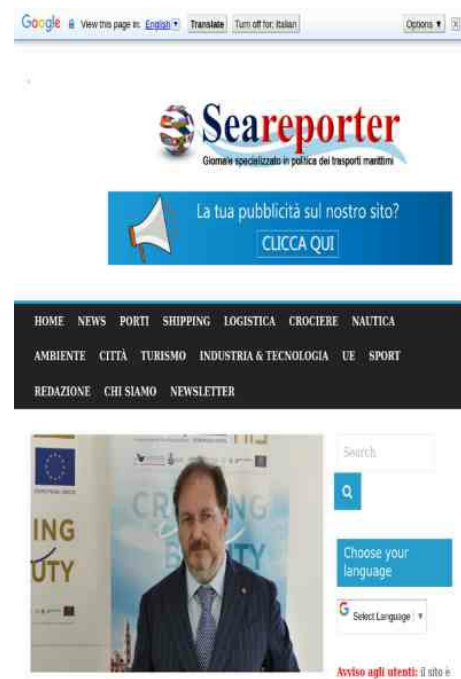 Google View this page in: English Translate Turn off for: Italian Options
Seareporter
Giornale specializzato in politica dei trasporti marittimi
La tua pubblicità sul nostro sito?
CLICCA QUI
HOME NEWS PORTI SHIPPING LOGISTICA CROCIERE NAUTICA
AMBIENTE CITTÀ TURISMO INDUSTRIA & TECNOLOGIA UE SPORT
REDAZIONE CHI SIAMO NEWSLETTER
Search
ING
UTY
Choose your
language
G Select Language
Avviso agli utenti: il sito è